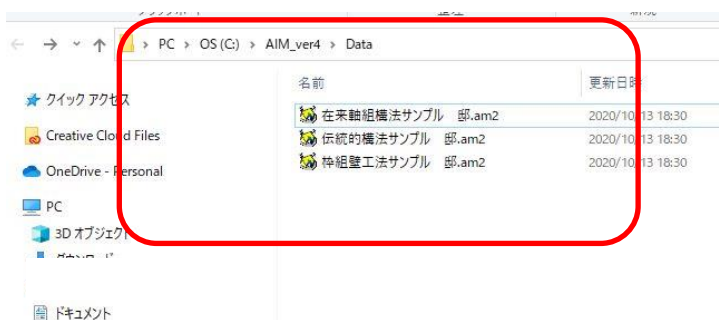 PC > OS (C:) > AIM_ver4 > Data
名前 更新日時
クイック アクセス
Creative Cloud Files
OneDrive - Personal
PC
3D オブジェクト
ドキュメント
在来軸組構法サンプル 邸.am2 2020/10/13 18:30
伝統的構法サンプル 邸.am2 2020/10/13 18:30
枠組壁工法サンプル 邸.am2 2020/10/13 18:30